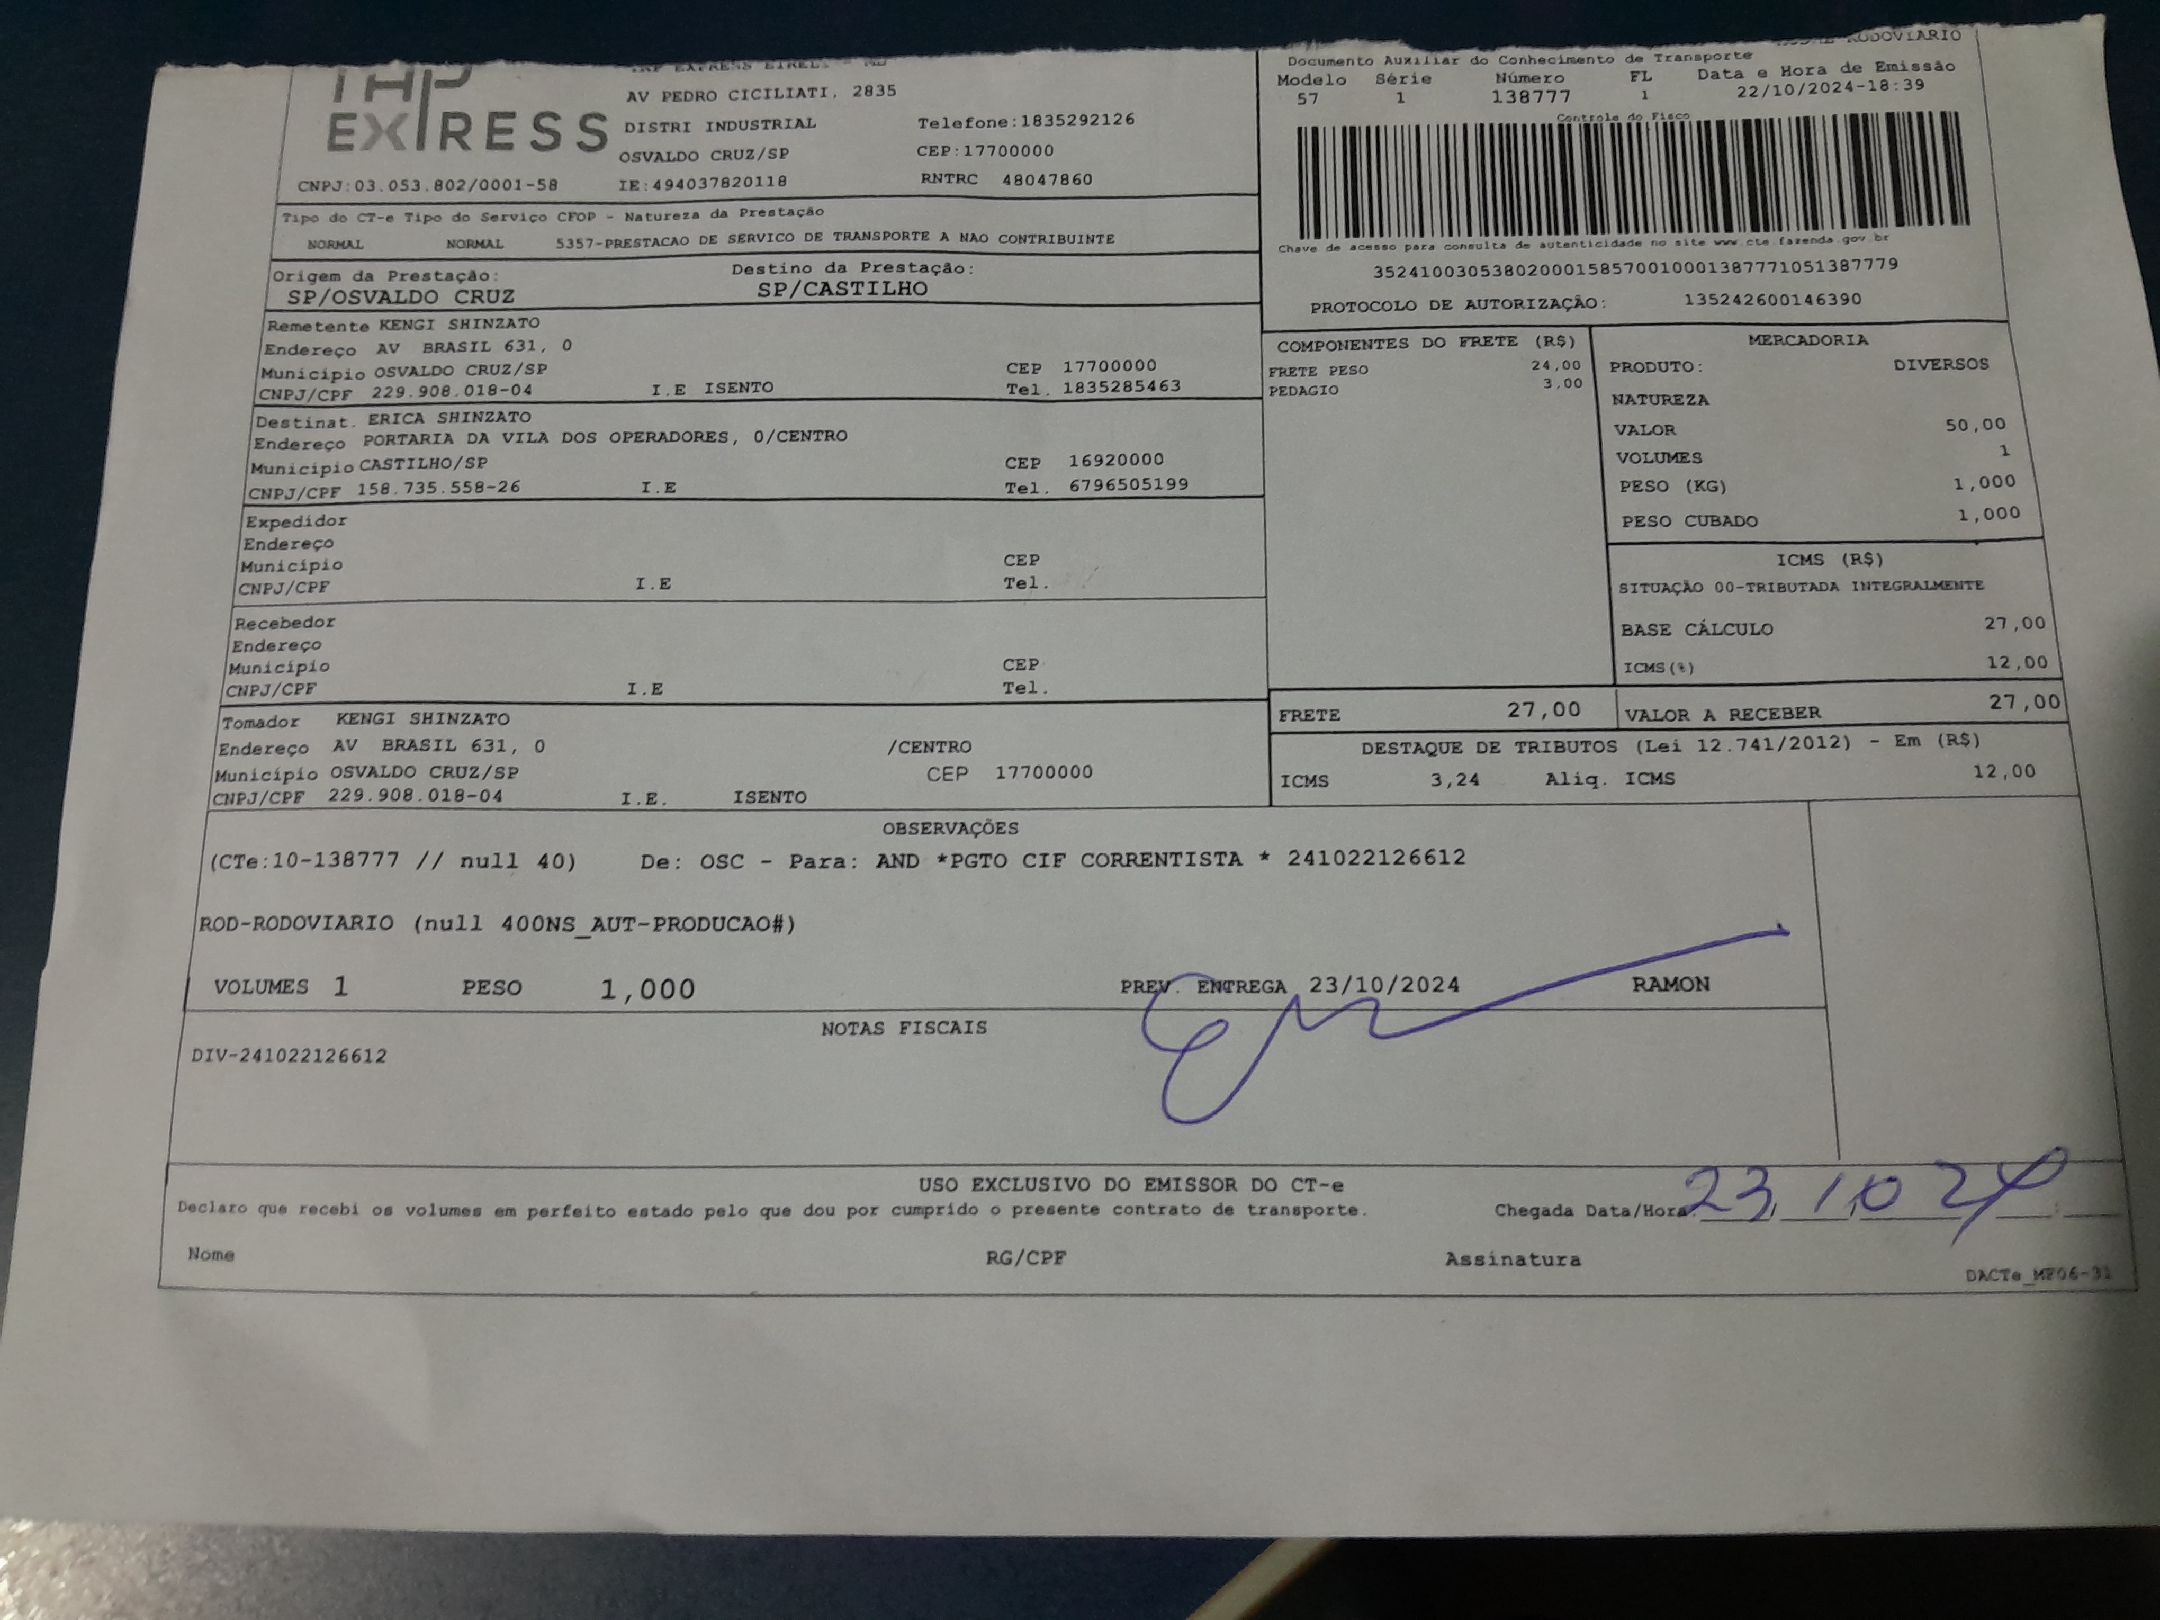 THP
EXPRESS
AV PEDRO CICILIATI, 2835
DISTRI INDUSTRIAL Telefone:1835292126
OSVALDO CRUZ/SP CEP:17700000
CNPJ:03.053.802/0001-58 IE:494037820118 RNTRC 48047860
RODOVIARIO
Documento Auxiliar do Conhecimento de Transporte
Modelo Série Número FL Data e Hora de Emissão
57 1 138777 1 22/10/2024-18:39
Controle do Fisco
Chave de acesso para consulta de autenticidade no site www.cte.fazenda.gov.br
35241003053802000158570010001387771051387779
PROTOCOLO DE AUTORIZAÇÃO: 135242600146390
Tipo do CT-e Tipo do Serviço CFOP - Natureza da Prestação
NORMAL NORMAL 5357-PRESTACAO DE SERVICO DE TRANSPORTE A NAO CONTRIBUINTE
Origem da Prestação: Destino da Prestação:
SP/OSVALDO CRUZ SP/CASTILHO
Remetente KENGI SHINZATO
Endereço AV BRASIL 631, 0
Município OSVALDO CRUZ/SP CEP 17700000
CNPJ/CPF 229.908.018-04 I.E ISENTO Tel. 1835285463
Destinat. ERICA SHINZATO
Endereço PORTARIA DA VILA DOS OPERADORES, 0/CENTRO
Município CASTILHO/SP CEP 16920000
CNPJ/CPF 158.735.558-26 I.E Tel. 6796505199
Expedidor
Endereço
Município CEP
CNPJ/CPF I.E Tel.
Recebedor
Endereço
Município CEP
CNPJ/CPF I.E Tel.
Tomador KENGI SHINZATO
Endereço AV BRASIL 631, 0 /CENTRO
Município OSVALDO CRUZ/SP CEP 17700000
CNPJ/CPF 229.908.018-04 I.E. ISENTO
COMPONENTES DO FRETE (R$)
FRETE PESO 24,00
PEDAGIO 3,00
MERCADORIA
PRODUTO: DIVERSOS
NATUREZA
VALOR 50,00
VOLUMES 1
PESO (KG) 1,000
PESO CUBADO 1,000
ICMS (R$)
SITUAÇÃO 00-TRIBUTADA INTEGRALMENTE
BASE CÁLCULO 27,00
ICMS(%) 12,00
FRETE 27,00 VALOR A RECEBER 27,00
DESTAQUE DE TRIBUTOS (Lei 12.741/2012) - Em (R$)
ICMS 3,24 Aliq. ICMS 12,00
OBSERVAÇÕES
(CTe:10-138777 // null 40) De: OSC - Para: AND *PGTO CIF CORRENTISTA * 241022126612
ROD-RODOVIARIO (null 400NS_AUT-PRODUCAO#)
VOLUMES 1 PESO 1,000 PREV. ENTREGA 23/10/2024 RAMON
NOTAS FISCAIS
DIV-241022126612
USO EXCLUSIVO DO EMISSOR DO CT-e
Declaro que recebi os volumes em perfeito estado pelo que dou por cumprido o presente contrato de transporte. Chegada Data/Hora: 23 10 24
Nome RG/CPF Assinatura
DACTe_MF06-31